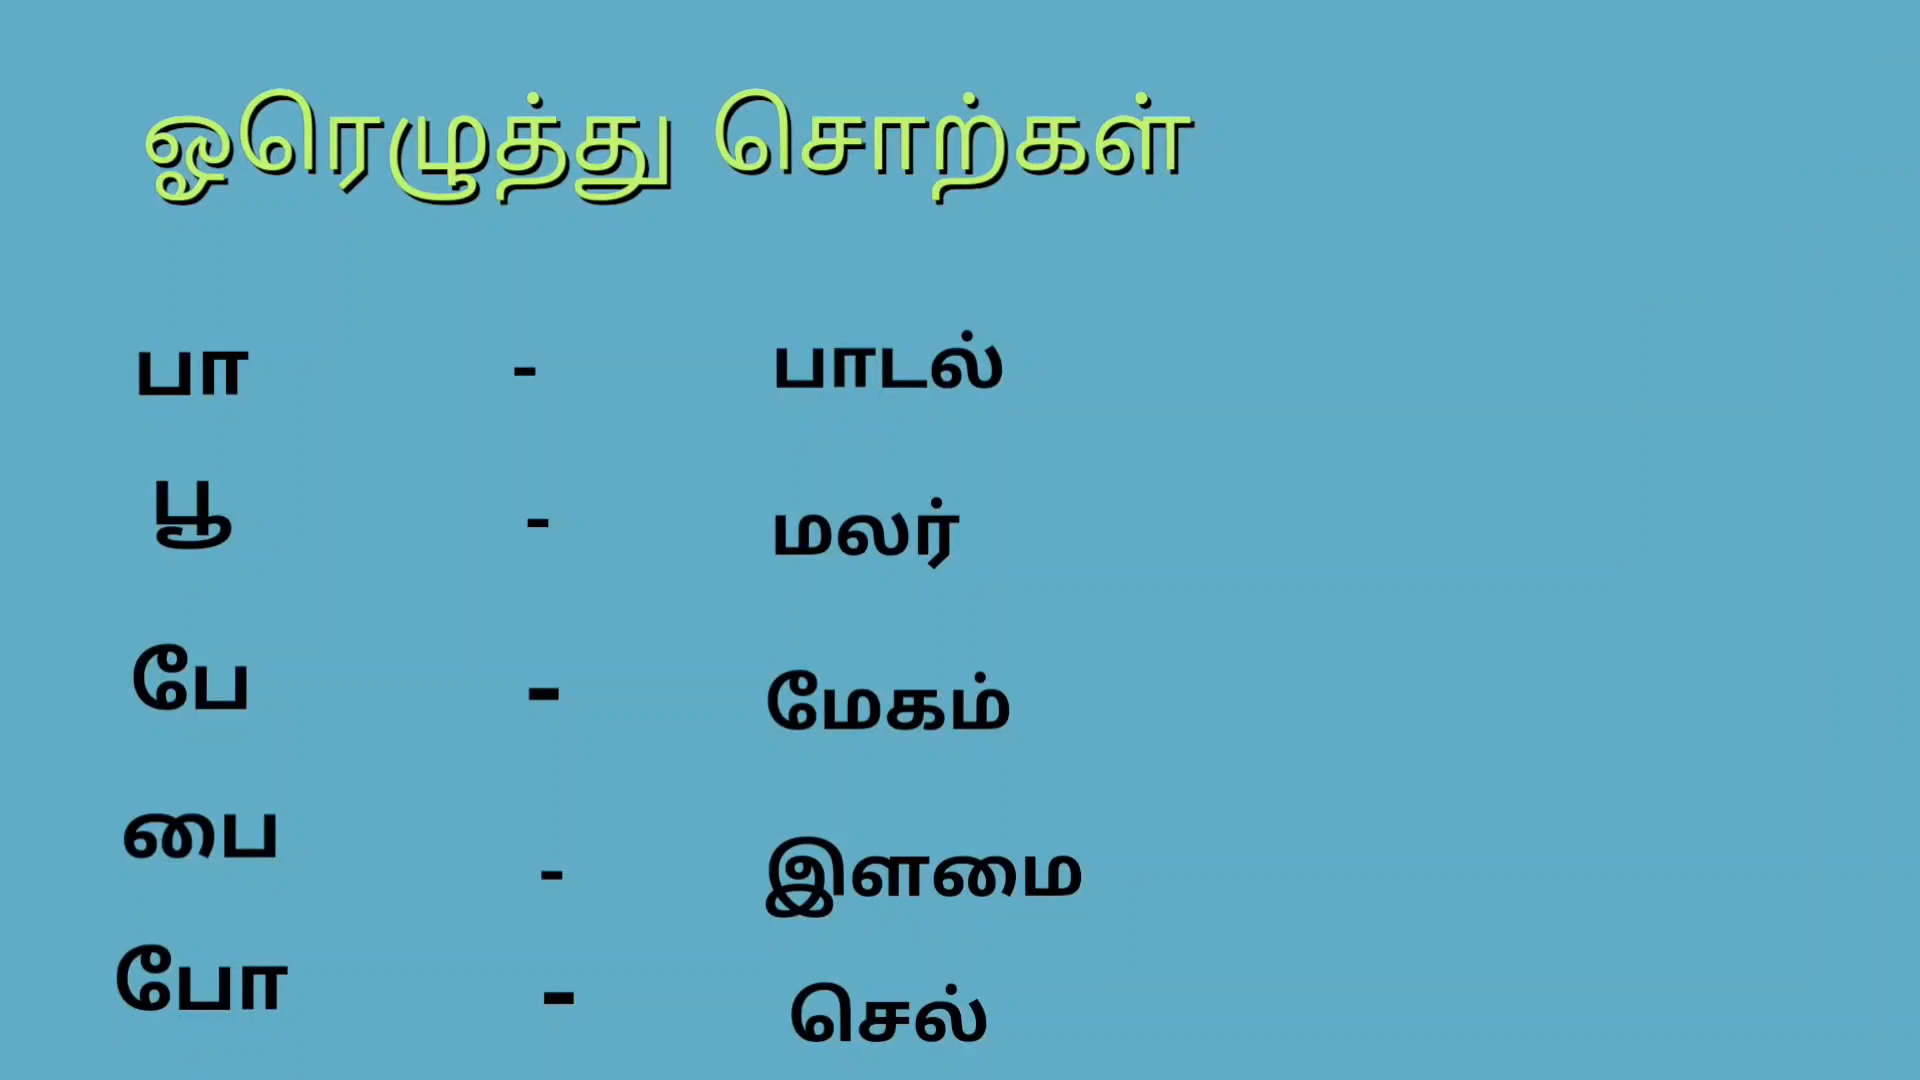 ஓரெழுத்து சொற்கள்
பா - பாடல்
பூ - மலர்
பே - மேகம்
பை - இளமை
போ - செல்